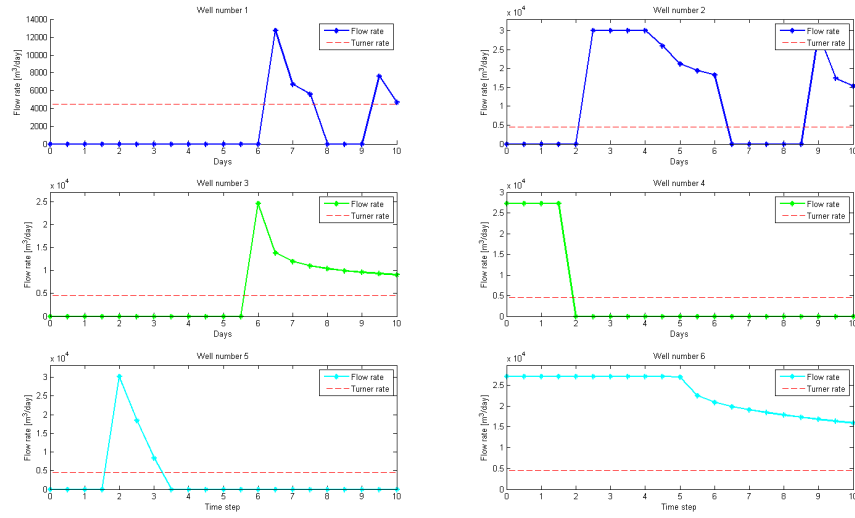 Well number 1
Flow rate [m³/day]
14000
12000
10000
8000
6000
4000
2000
0
0 1 2 3 4 5 6 7 8 9 10
Days
Flow rate
Turner rate
Well number 2
x 10⁴
Flow rate [m³/day]
3
2.5
2
1.5
1
0.5
0
0 1 2 3 4 5 6 7 8 9 10
Days
Flow rate
Turner rate
Well number 3
x 10⁴
Flow rate [m³/day]
2.5
2
1.5
1
0.5
0
0 1 2 3 4 5 6 7 8 9 10
Days
Flow rate
Turner rate
Well number 4
x 10⁴
Flow rate [m³/day]
3
2.5
2
1.5
1
0.5
0
0 1 2 3 4 5 6 7 8 9 10
Days
Flow rate
Turner rate
Well number 5
x 10⁴
Flow rate [m³/day]
3
2.5
2
1.5
1
0.5
0
0 1 2 3 4 5 6 7 8 9 10
Time step
Flow rate
Turner rate
Well number 6
x 10⁴
Flow rate [m³/day]
2.5
2
1.5
1
0.5
0
0 1 2 3 4 5 6 7 8 9 10
Time step
Flow rate
Turner rate